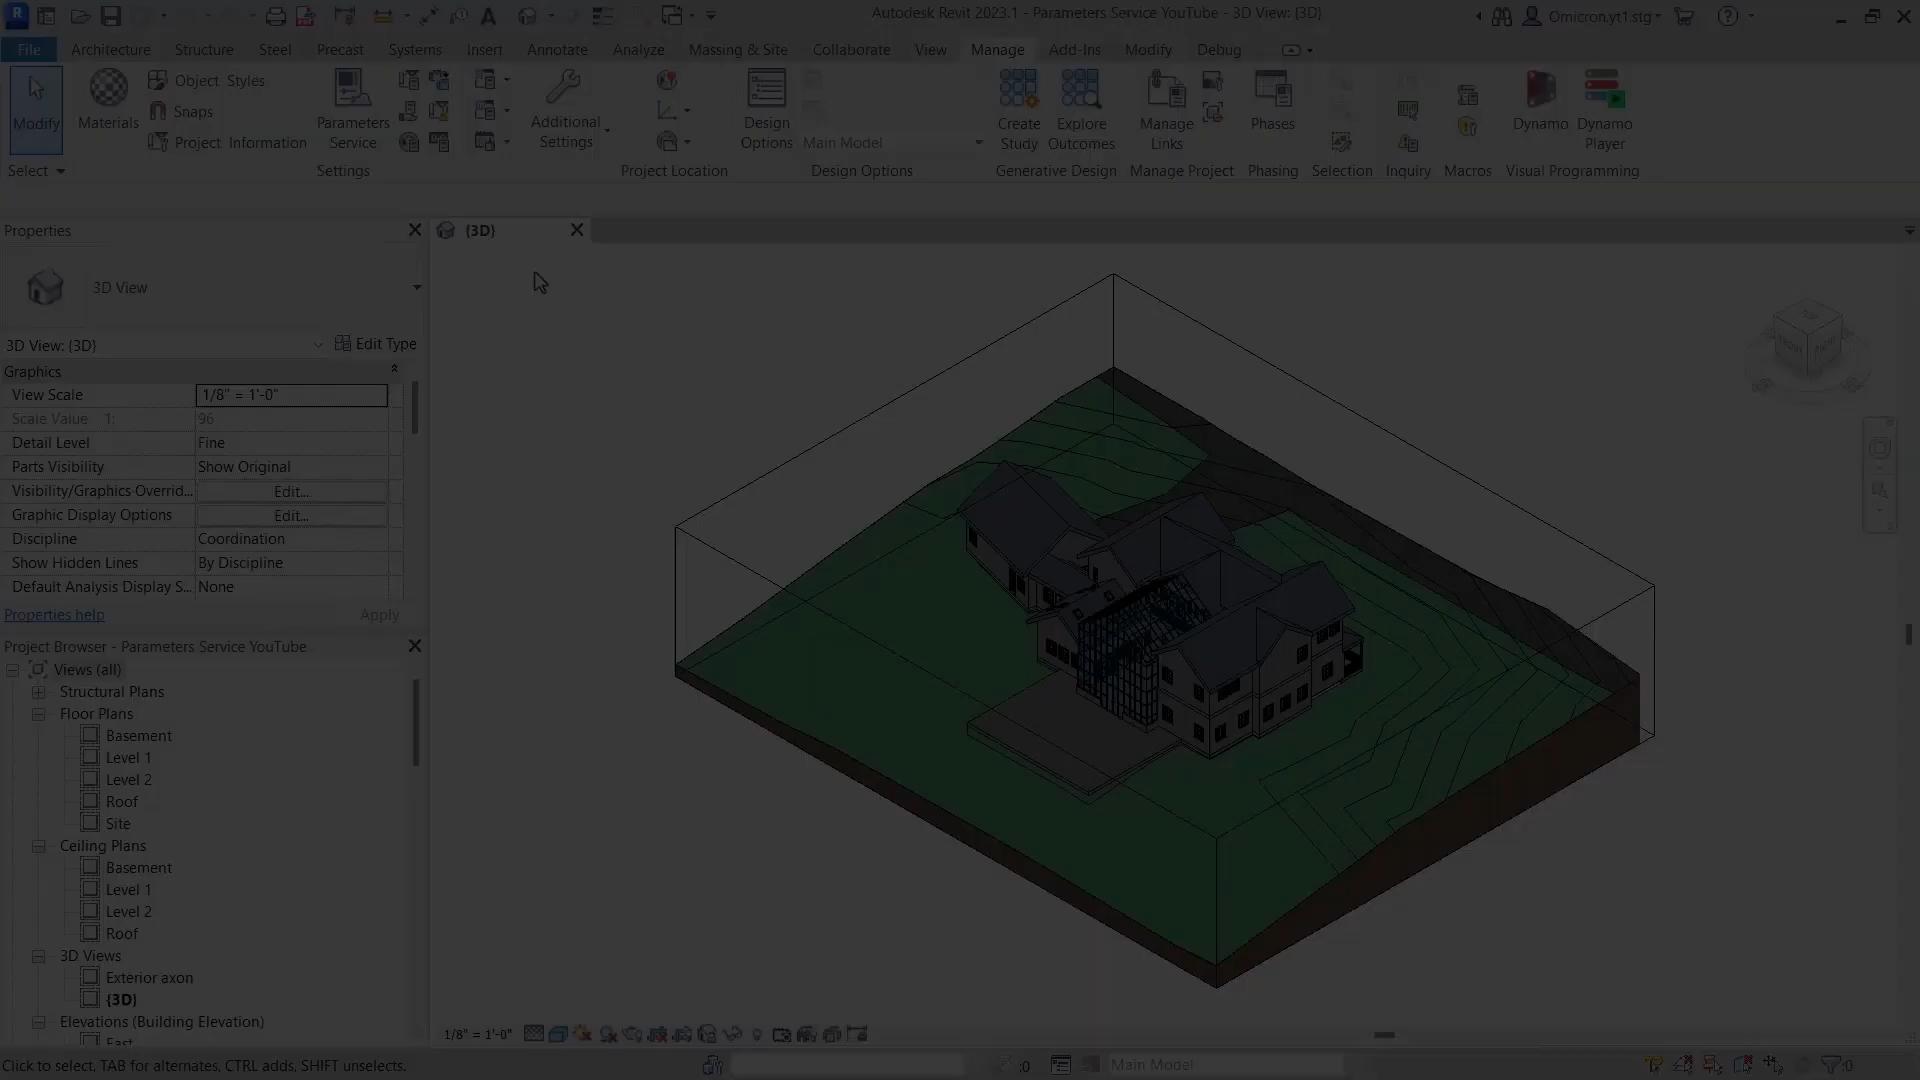 Autodesk Revit 2023.1 - Parameters Service YouTube - 3D View: {3D}
Omicron.yt1.stg
File Architecture Structure Steel Precast Systems Insert Annotate Analyze Massing & Site Collaborate View Manage Add-Ins Modify Debug
Modify
Materials
Object Styles
Snaps
Project Information
Parameters
Service
Additional
Settings
Design
Options
Main Model
Create
Study
Explore
Outcomes
Manage
Links
Phases
Dynamo
Dynamo
Player
Select Settings Project Location Design Options Generative Design Manage Project Phasing Selection Inquiry Macros Visual Programming
Properties
{3D}
3D View
3D View: {3D}
Edit Type
Graphics
View Scale 1/8" = 1'-0"
Scale Value 1: 96
Detail Level Fine
Parts Visibility Show Original
Visibility/Graphics Overrid... Edit...
Graphic Display Options Edit...
Discipline Coordination
Show Hidden Lines By Discipline
Default Analysis Display S... None
Properties help Apply
Project Browser - Parameters Service YouTube
Views (all)
Structural Plans
Floor Plans
Basement
Level 1
Level 2
Roof
Site
Ceiling Plans
Basement
Level 1
Level 2
Roof
3D Views
Exterior axon
{3D}
Elevations (Building Elevation)
East
FRONT
RIGHT
1/8" = 1'-0"
Click to select, TAB for alternates, CTRL adds, SHIFT unselects.
:0
Main Model
:0